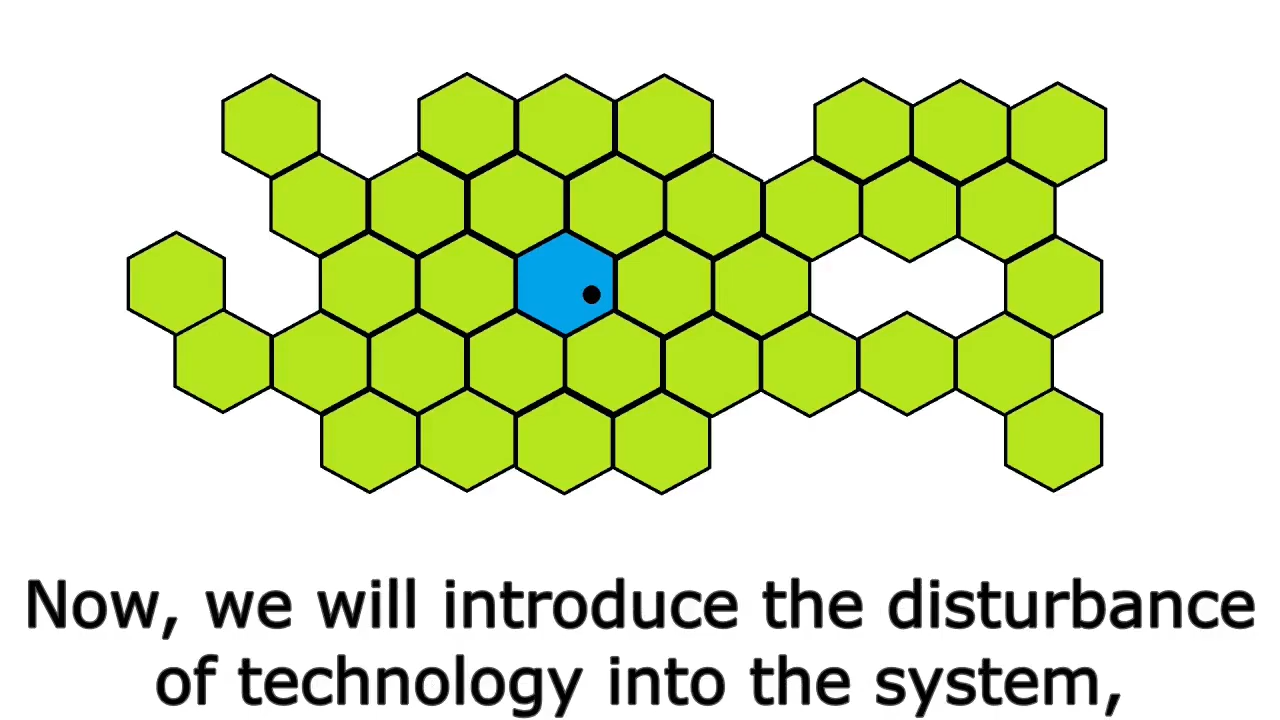 Now, we will introduce the disturbance
of technology into the system,